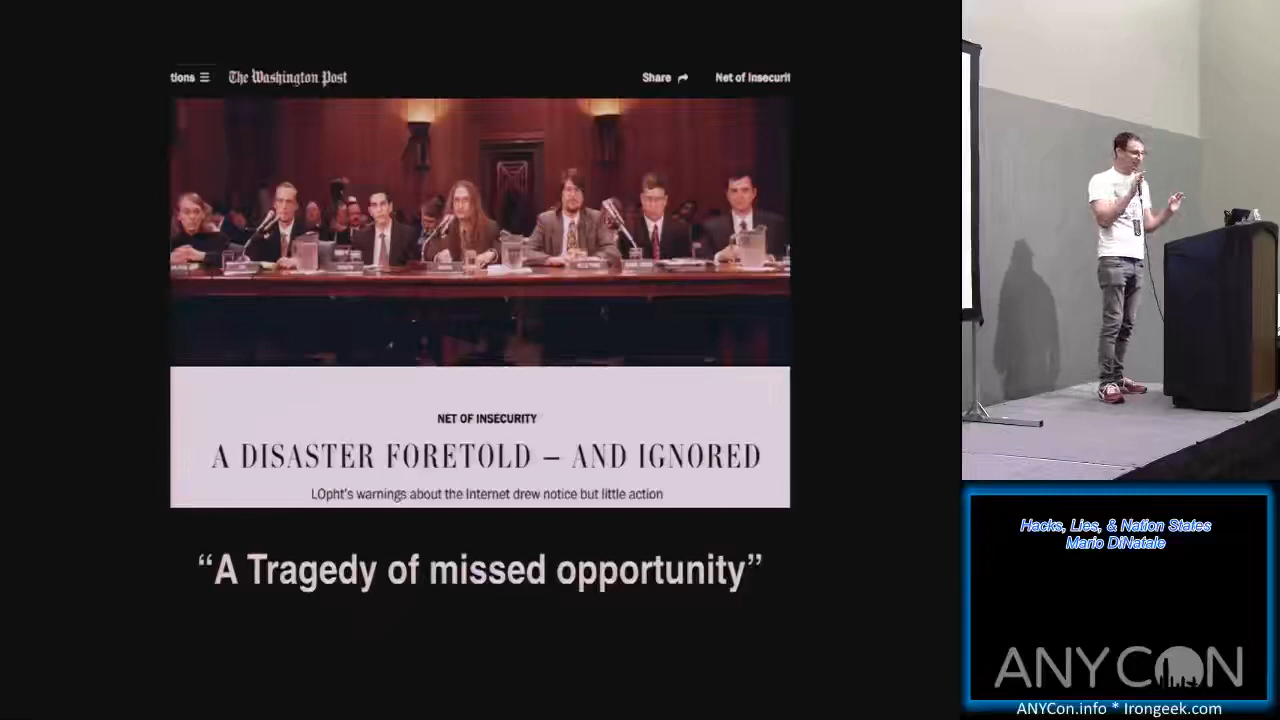 tions
The Washington Post
Share
Net of Insecurit
NET OF INSECURITY
A DISASTER FORETOLD – AND IGNORED
L0pht's warnings about the Internet drew notice but little action
“A Tragedy of missed opportunity”
Hacks, Lies, & Nation States
Mario DiNatale
ANYCON
ANYCon.info * Irongeek.com